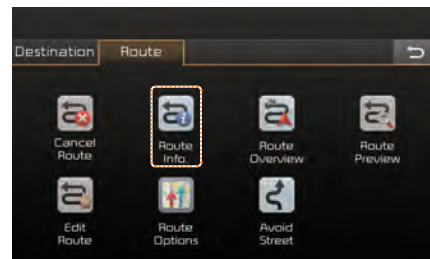 Destination
Route
Cancel
Route
Route
Info.
Route
Overview
Route
Preview
Edit
Route
Route
Options
Avoid
Street